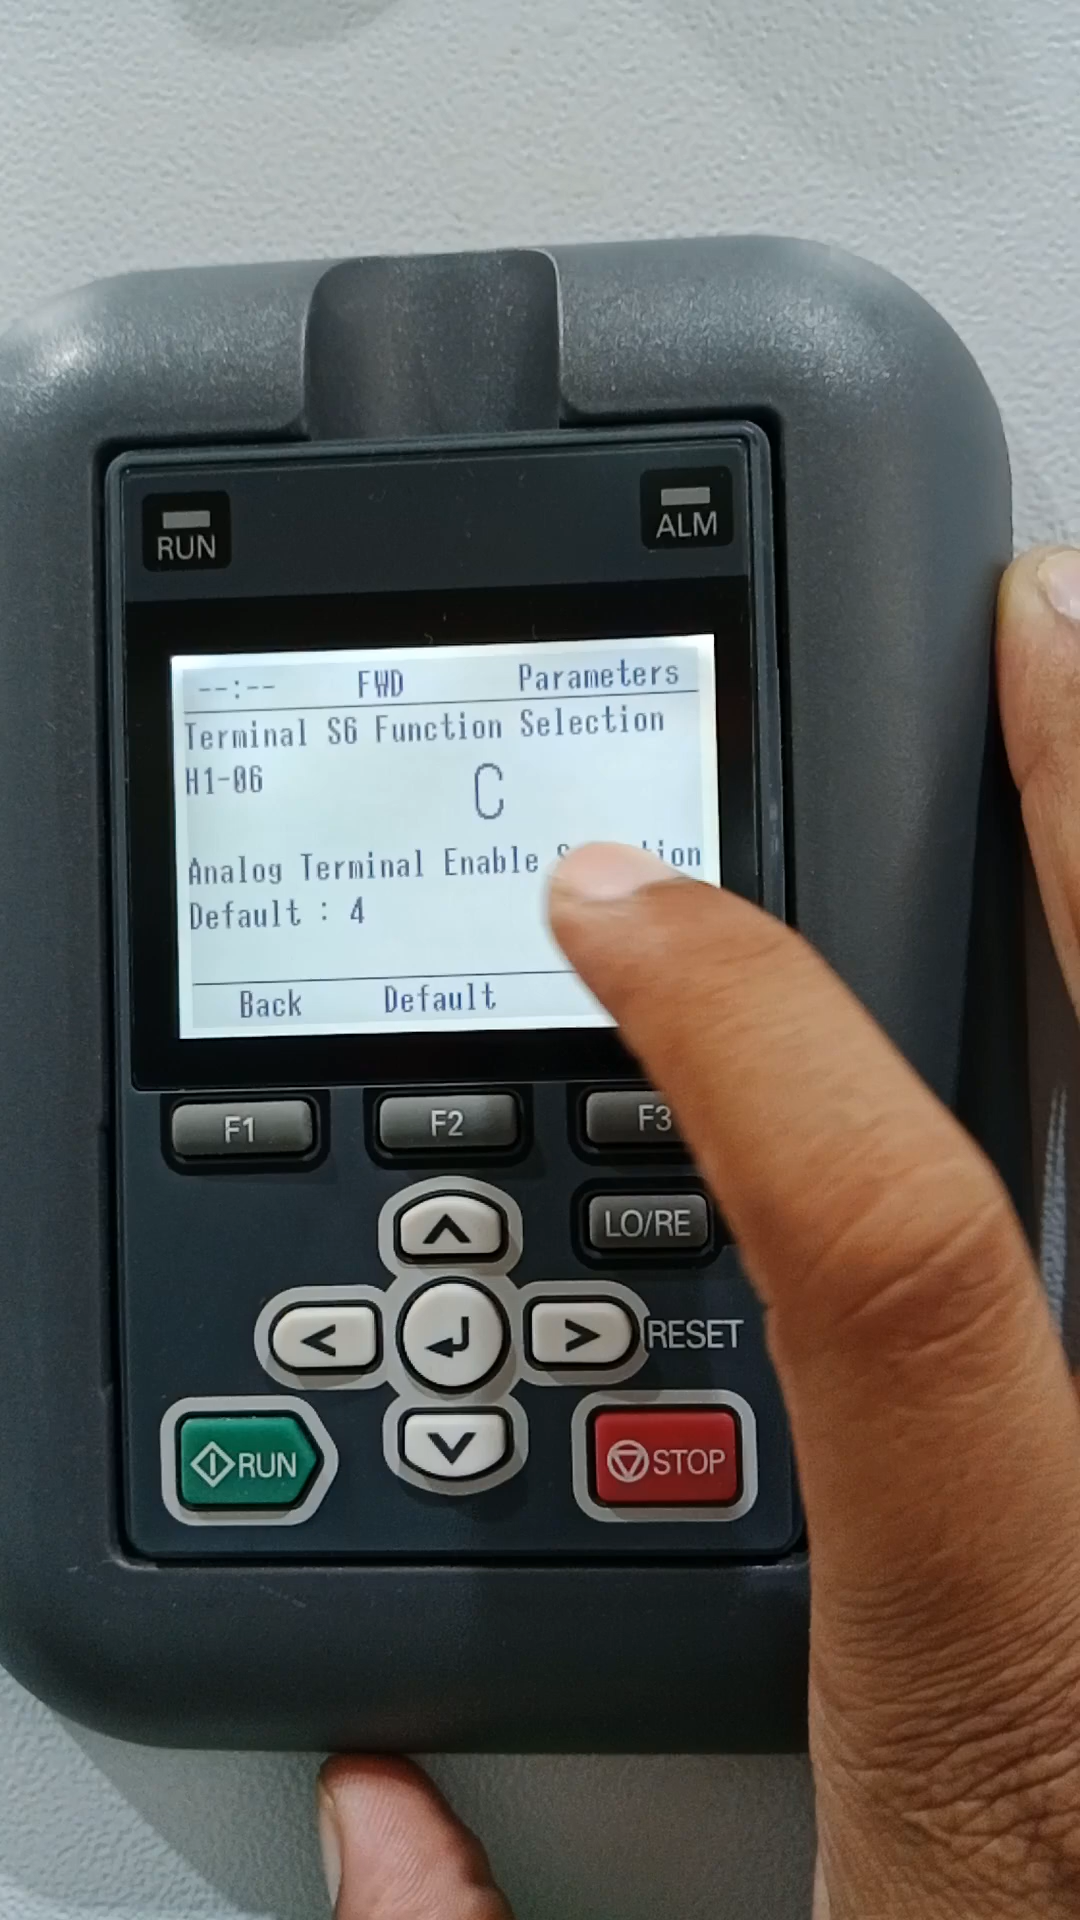 RUN
ALM
--:-- FWD Parameters
Terminal S6 Function Selection
H1-06 C
Analog Terminal Enable
Default : 4
Back Default
F1 F2 F3
LO/RE
RESET
RUN
STOP